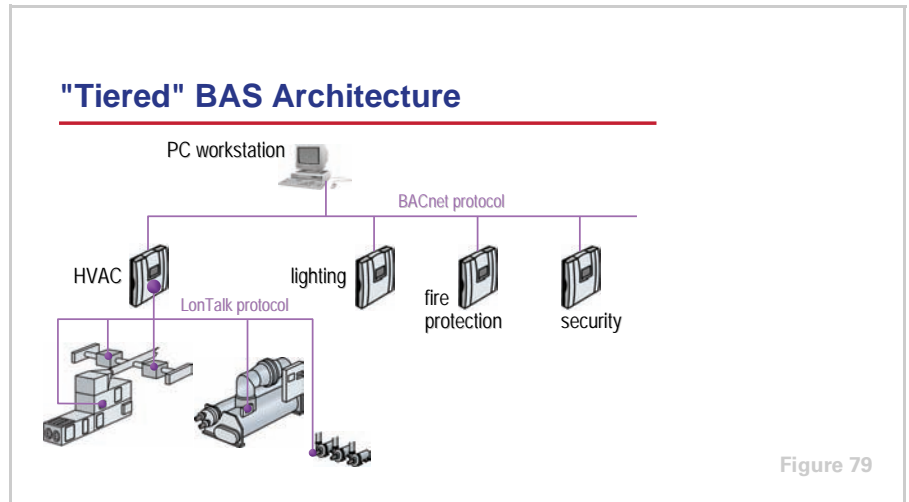 "Tiered" BAS Architecture
PC workstation
BACnet protocol
HVAC
lighting
fire
protection
security
LonTalk protocol
Figure 79